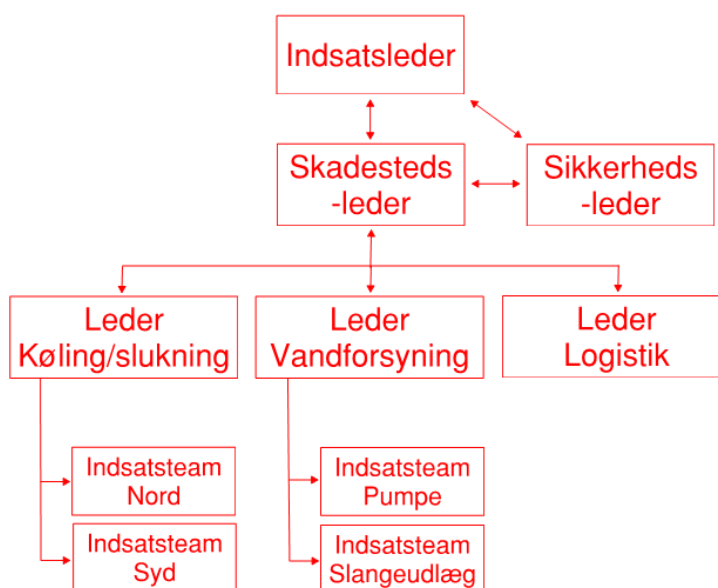 Indsatsleder
Skadesteds
-leder
Sikkerheds
-leder
Leder
Køling/slukning
Leder
Vandforsyning
Leder
Logistik
Indsatsteam
Nord
Indsatsteam
Pumpe
Indsatsteam
Syd
Indsatsteam
Slangeudlæg